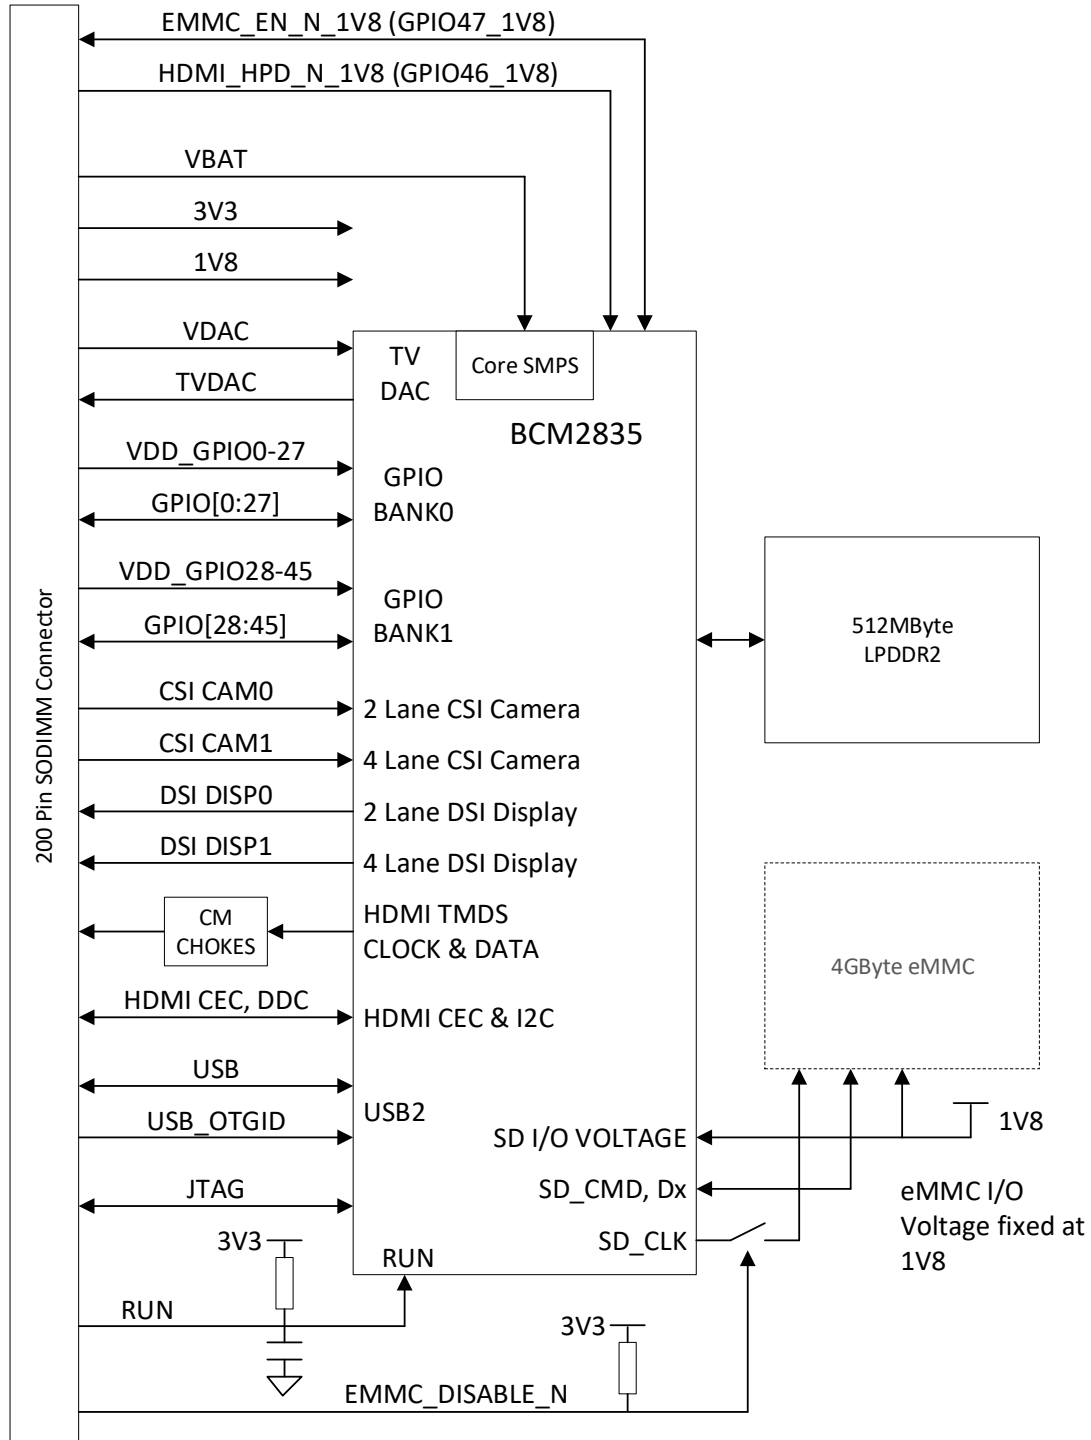 EMMC_EN_N_1V8 (GPIO47_1V8)
HDMI_HPD_N_1V8 (GPIO46_1V8)
VBAT
3V3
1V8
VDAC
TVDAC
TV
DAC
Core SMPS
BCM2835
VDD_GPIO0-27
GPIO[0:27]
GPIO
BANK0
VDD_GPIO28-45
GPIO[28:45]
GPIO
BANK1
512MByte
LPDDR2
200 Pin SODIMM Connector
CSI CAM0
2 Lane CSI Camera
CSI CAM1
4 Lane CSI Camera
DSI DISP0
2 Lane DSI Display
DSI DISP1
4 Lane DSI Display
CM
CHOKES
HDMI TMDS
CLOCK & DATA
4GByte eMMC
HDMI CEC, DDC
HDMI CEC & I2C
USB
USB_OTGID
USB2
SD I/O VOLTAGE
1V8
JTAG
SD_CMD, Dx
eMMC I/O
Voltage fixed at
1V8
SD_CLK
3V3
RUN
RUN
3V3
EMMC_DISABLE_N